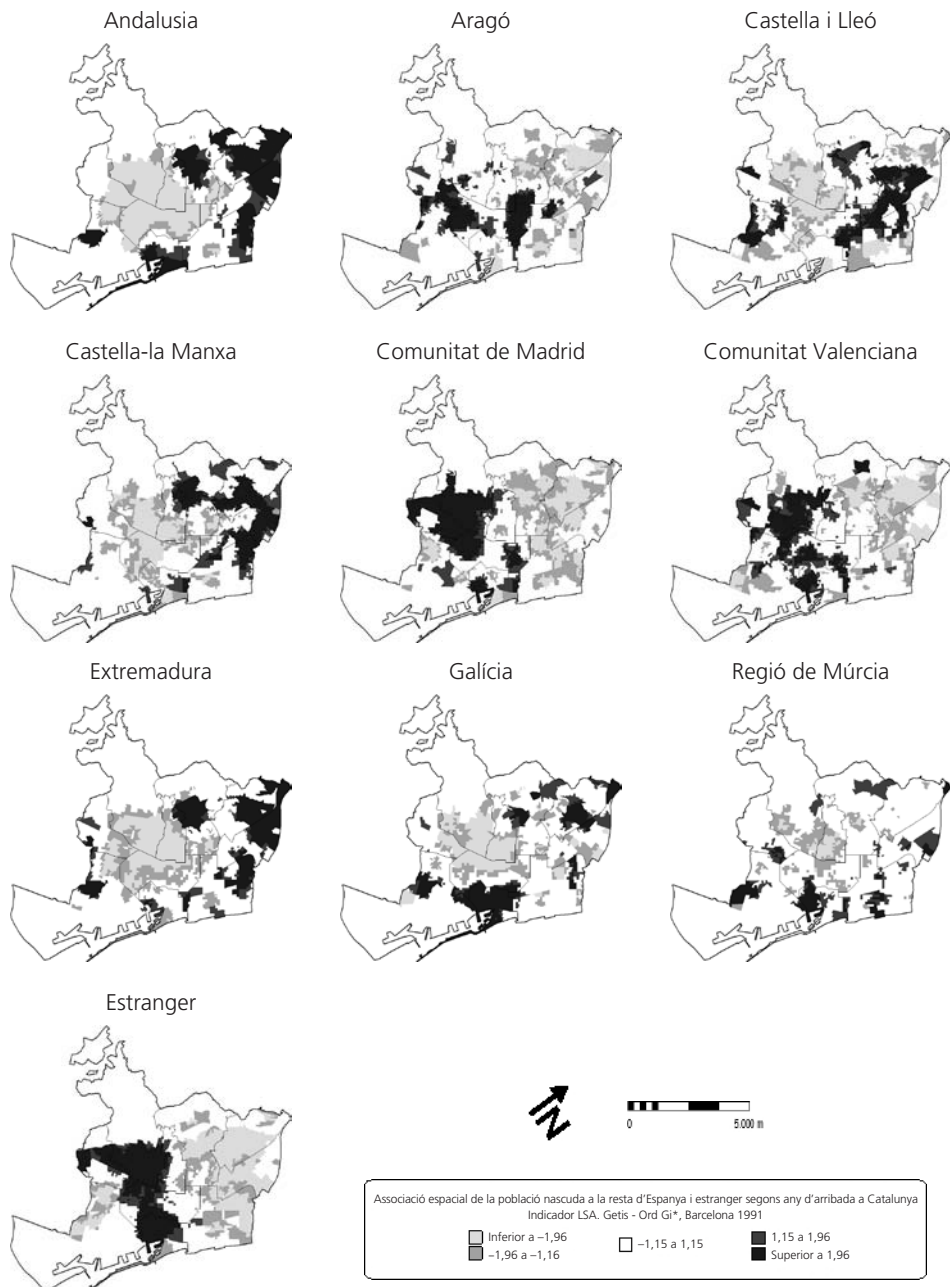 Andalusia
Aragó
Castella i Lleó
Castella-la Manxa
Comunitat de Madrid
Comunitat Valenciana
Extremadura
Galícia
Regió de Múrcia
Estranger
N
0 5.000 m
Associació espacial de la població nascuda a la resta d'Espanya i estranger segons any d'arribada a Catalunya
Indicador LSA. Getis - Ord Gi*, Barcelona 1991
Inferior a –1,96
–1,96 a –1,16
–1,15 a 1,15
1,15 a 1,96
Superior a 1,96